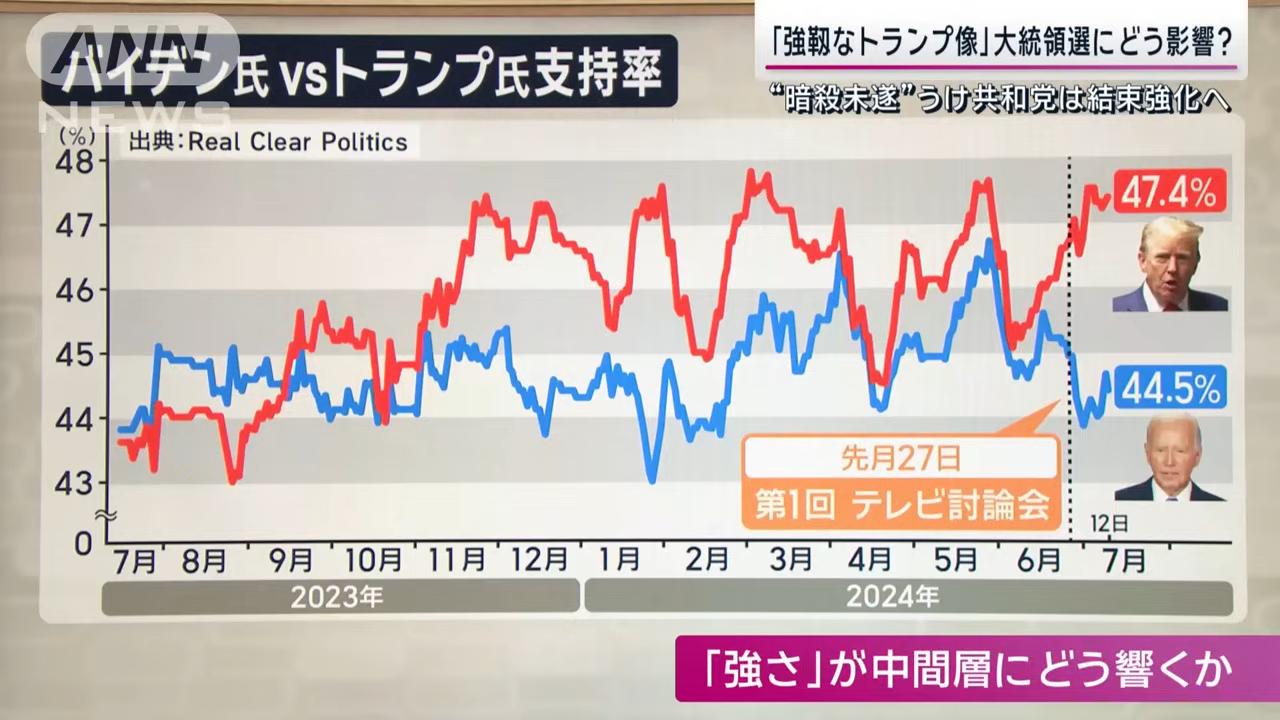 ANN
NEWS
バイデン氏 vsトランプ氏支持率
「強靱なトランプ像」大統領選にどう影響？
“暗殺未遂”うけ共和党は結束強化へ
(%)
出典：Real Clear Politics
48
47
46
45
44
43
0
47.4%
44.5%
先月27日
第1回 テレビ討論会
12日
7月 8月 9月 10月 11月 12月 1月 2月 3月 4月 5月 6月 7月
2023年 2024年
「強さ」が中間層にどう響くか